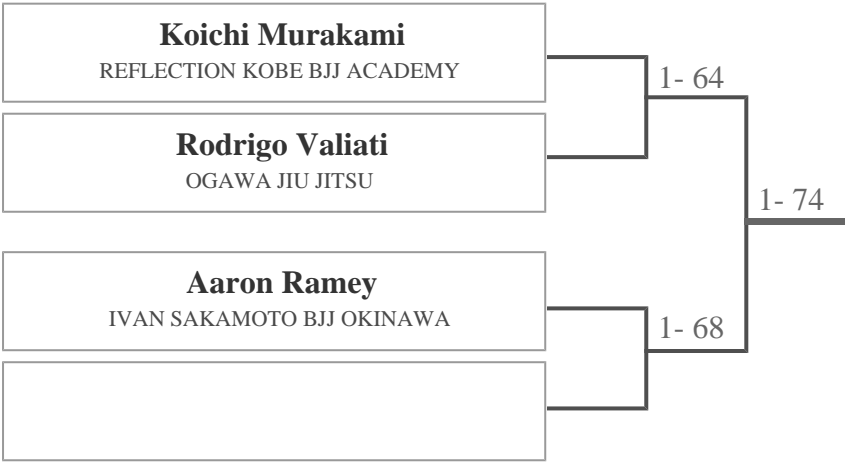 Koichi Murakami
REFLECTION KOBE BJJ ACADEMY
1- 64
Rodrigo Valiati
OGAWA JIU JITSU
1- 74
Aaron Ramey
IVAN SAKAMOTO BJJ OKINAWA
1- 68